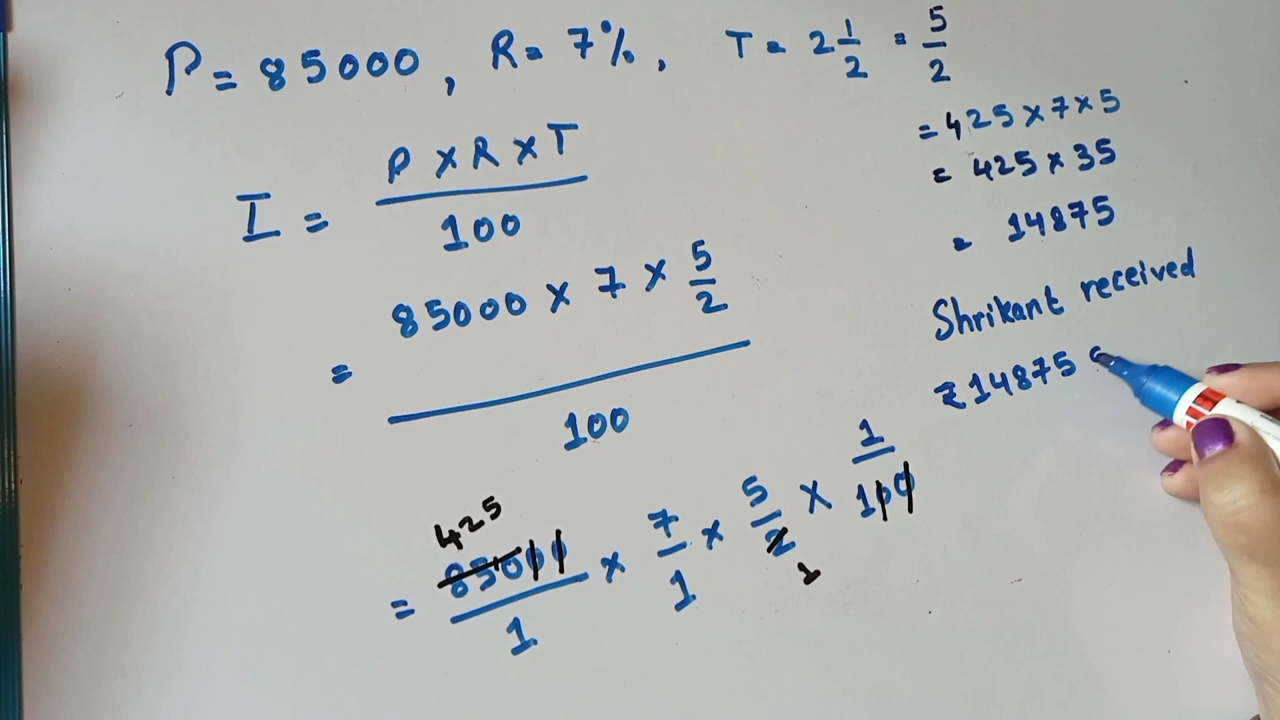 P = 85000, R = 7%, T = 2 1/2 = 5/2
I = P × R × T / 100
= 85000 × 7 × 5/2 / 100
= 85000/1 × 7/1 × 5/2 × 1/100
425
1
= 425 × 7 × 5
= 425 × 35
= 14875
Shrikant received
₹14875